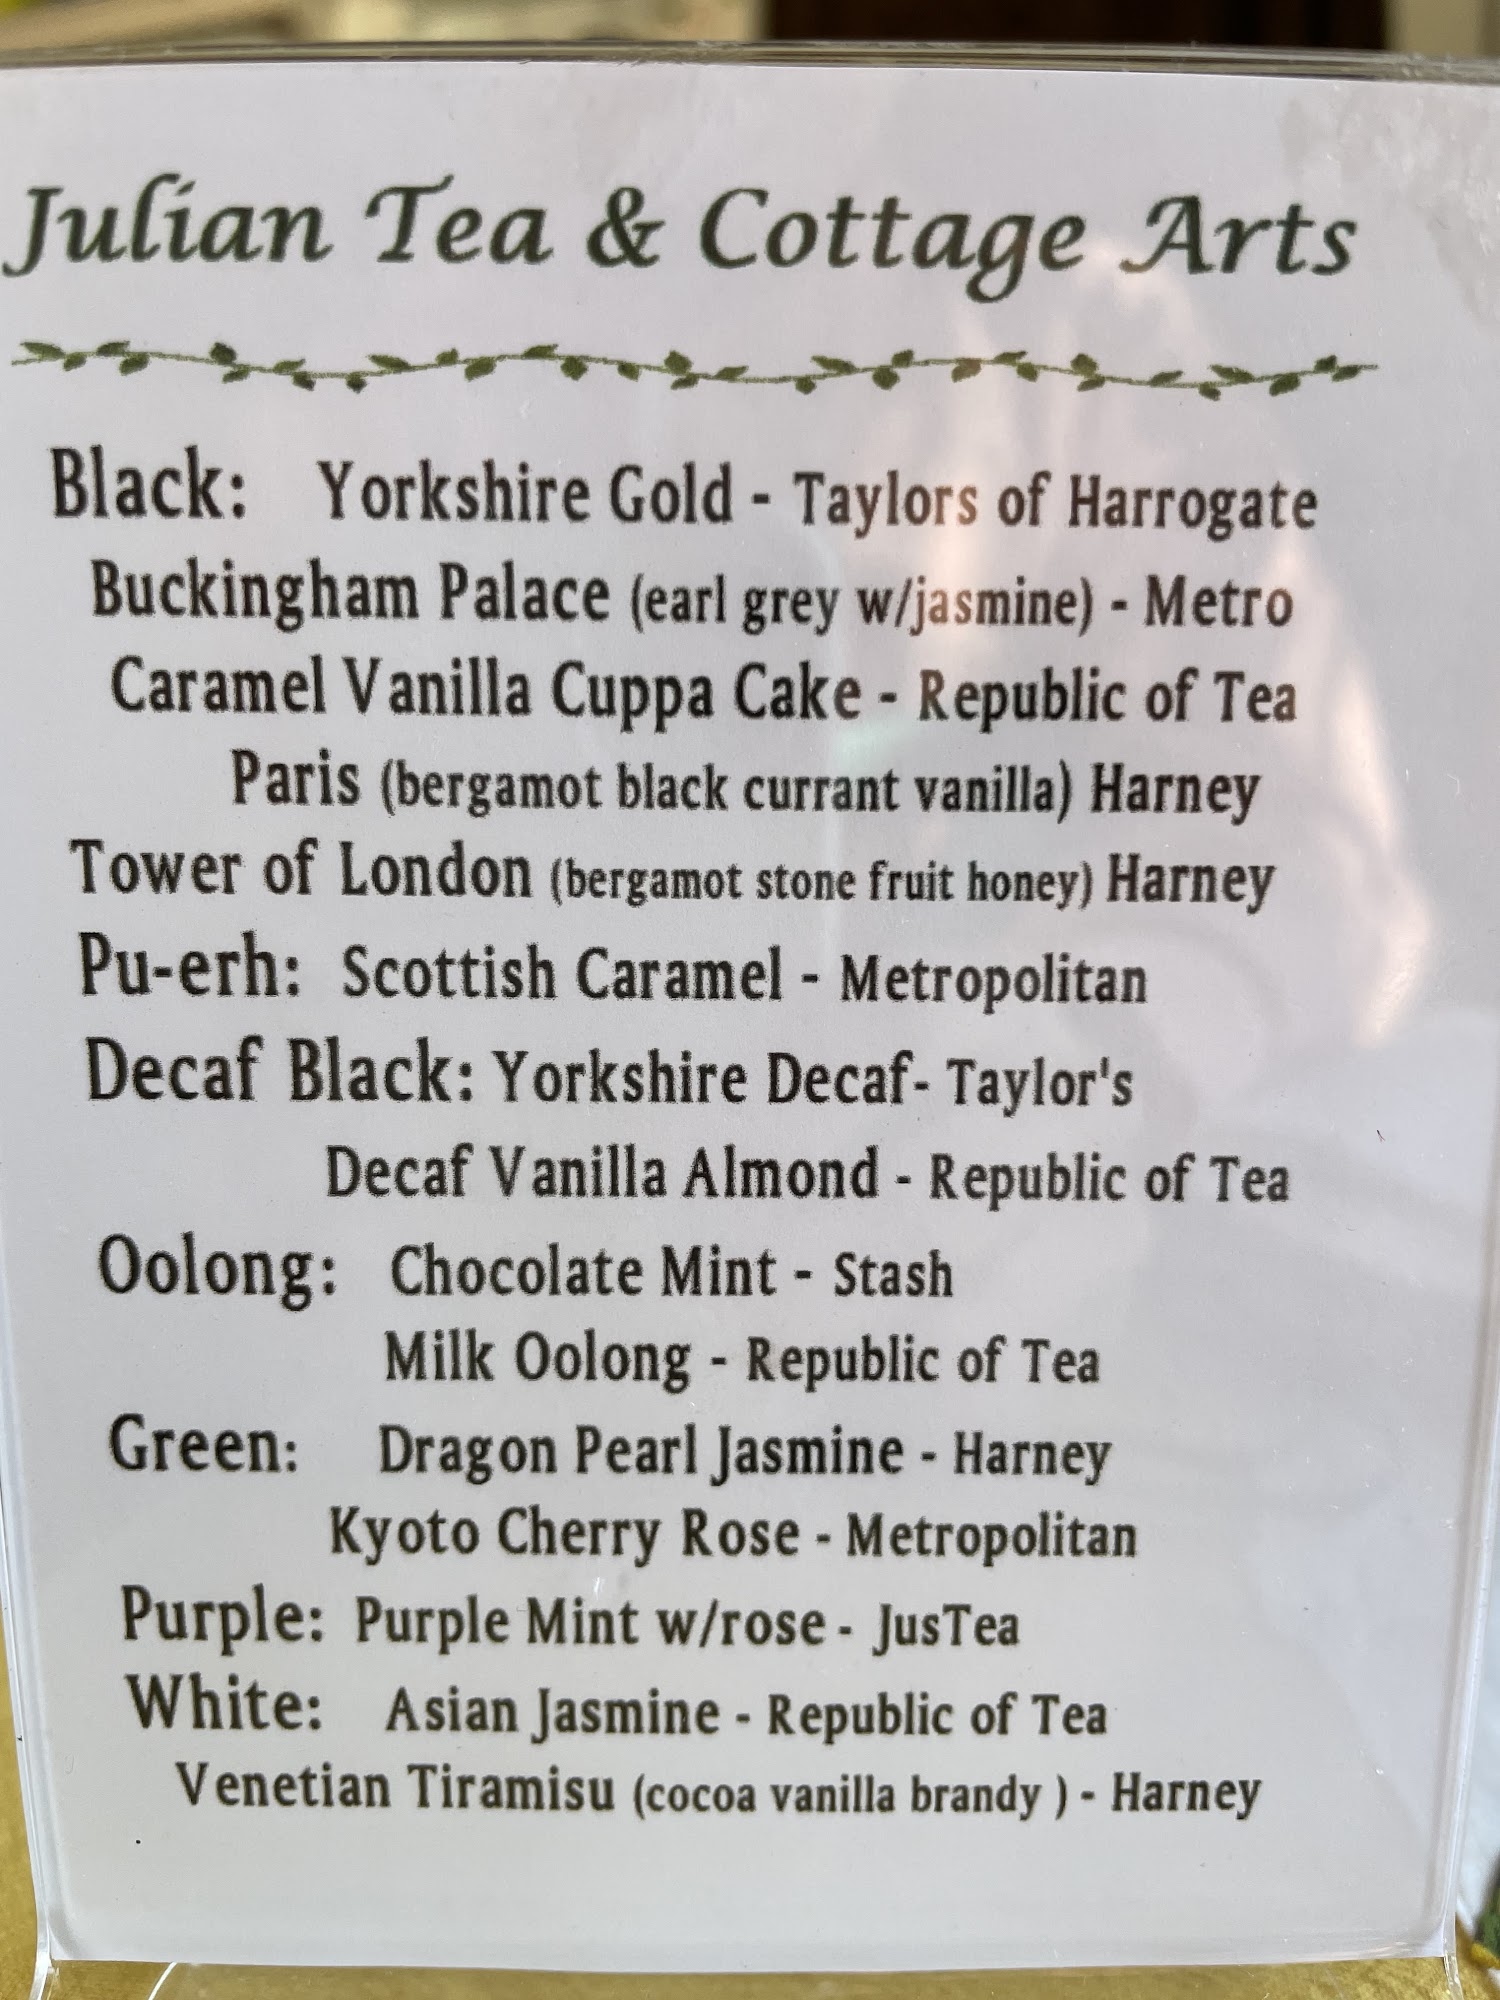 Julian Tea & Cottage Arts
Black: Yorkshire Gold - Taylors of Harrogate
Buckingham Palace (earl grey w/jasmine) - Metro
Caramel Vanilla Cuppa Cake - Republic of Tea
Paris (bergamot black currant vanilla) Harney
Tower of London (bergamot stone fruit honey) Harney
Pu-erh: Scottish Caramel - Metropolitan
Decaf Black: Yorkshire Decaf- Taylor's
Decaf Vanilla Almond - Republic of Tea
Oolong: Chocolate Mint - Stash
Milk Oolong - Republic of Tea
Green: Dragon Pearl Jasmine - Harney
Kyoto Cherry Rose - Metropolitan
Purple: Purple Mint w/rose - JusTea
White: Asian Jasmine - Republic of Tea
Venetian Tiramisu (cocoa vanilla brandy ) - Harney